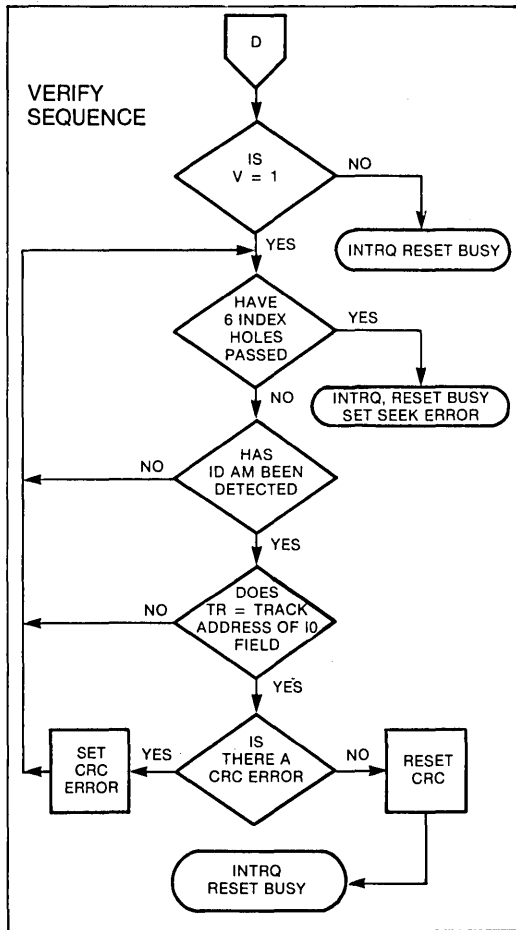 D
VERIFY
SEQUENCE
IS
V = 1
NO
YES
INTRQ RESET BUSY
HAVE
6 INDEX
HOLES
PASSED
YES
NO
INTRQ, RESET BUSY
SET SEEK ERROR
HAS
ID AM BEEN
DETECTED
NO
YES
DOES
TR = TRACK
ADDRESS OF I0
FIELD
NO
YES
IS
THERE A
CRC ERROR
YES
NO
SET
CRC
ERROR
RESET
CRC
INTRQ
RESET BUSY